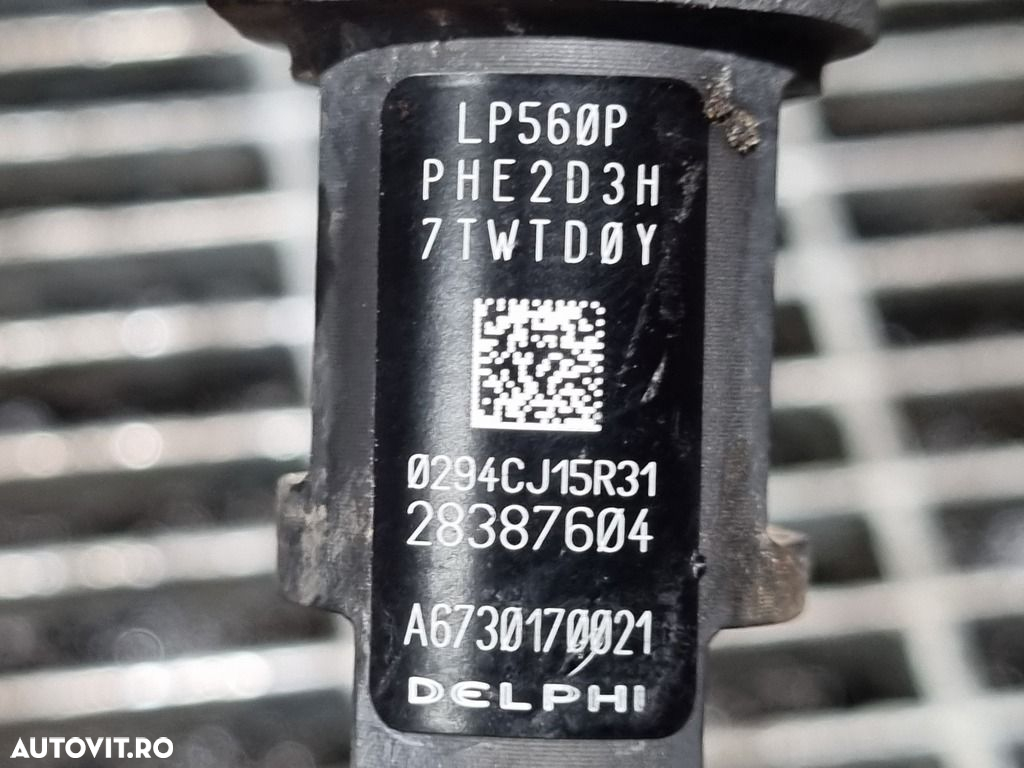 LP560P
PHE2D3H
7TWTD0Y
0294CJ15R31
28387604
A6730170021
DELPHI
AUTOVIT.RO